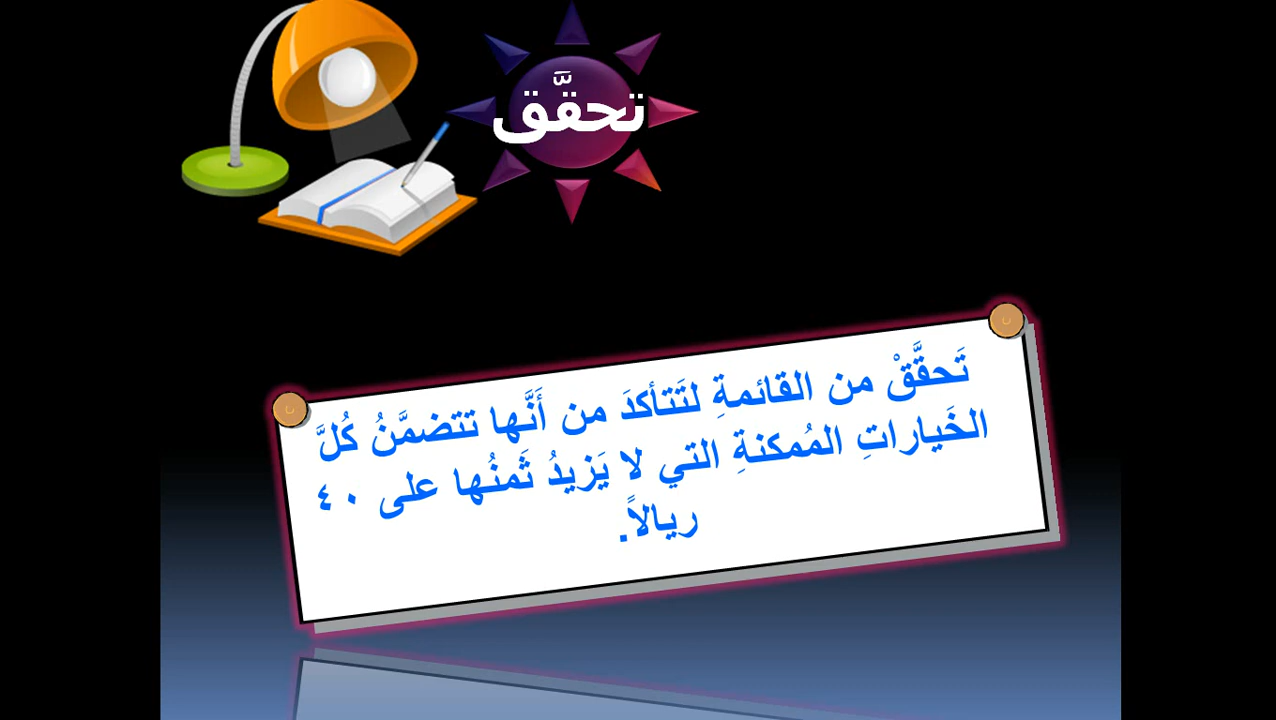 تحقَّق
تَحقَّقْ من القائمةِ لتَتأكدَ من أَنَّها تتضمَّنُ كُلَّ
الخَياراتِ المُمكنةِ التي لا يَزيدُ ثَمنُها على ٤٠
ريالاً.